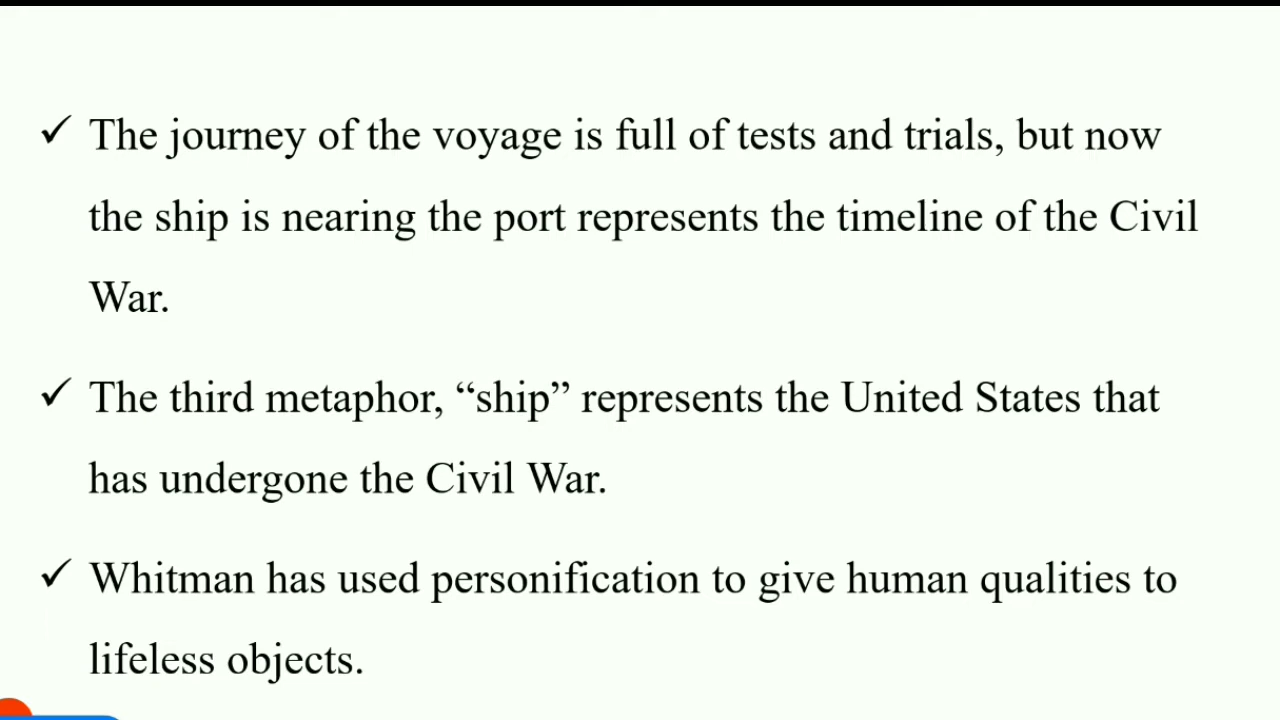 ✓ The journey of the voyage is full of tests and trials, but now
the ship is nearing the port represents the timeline of the Civil
War.
✓ The third metaphor, “ship” represents the United States that
has undergone the Civil War.
✓ Whitman has used personification to give human qualities to
lifeless objects.